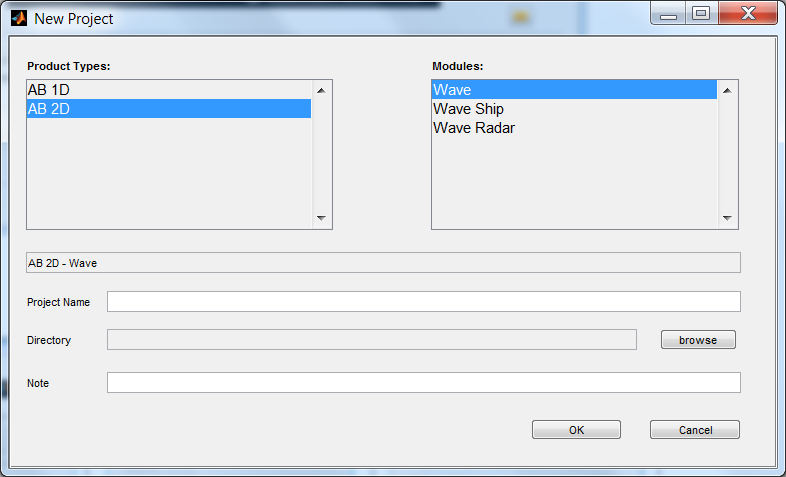 New Project
Product Types:
AB 1D
AB 2D
Modules:
Wave
Wave Ship
Wave Radar
AB 2D - Wave
Project Name
Directory
browse
Note
OK
Cancel